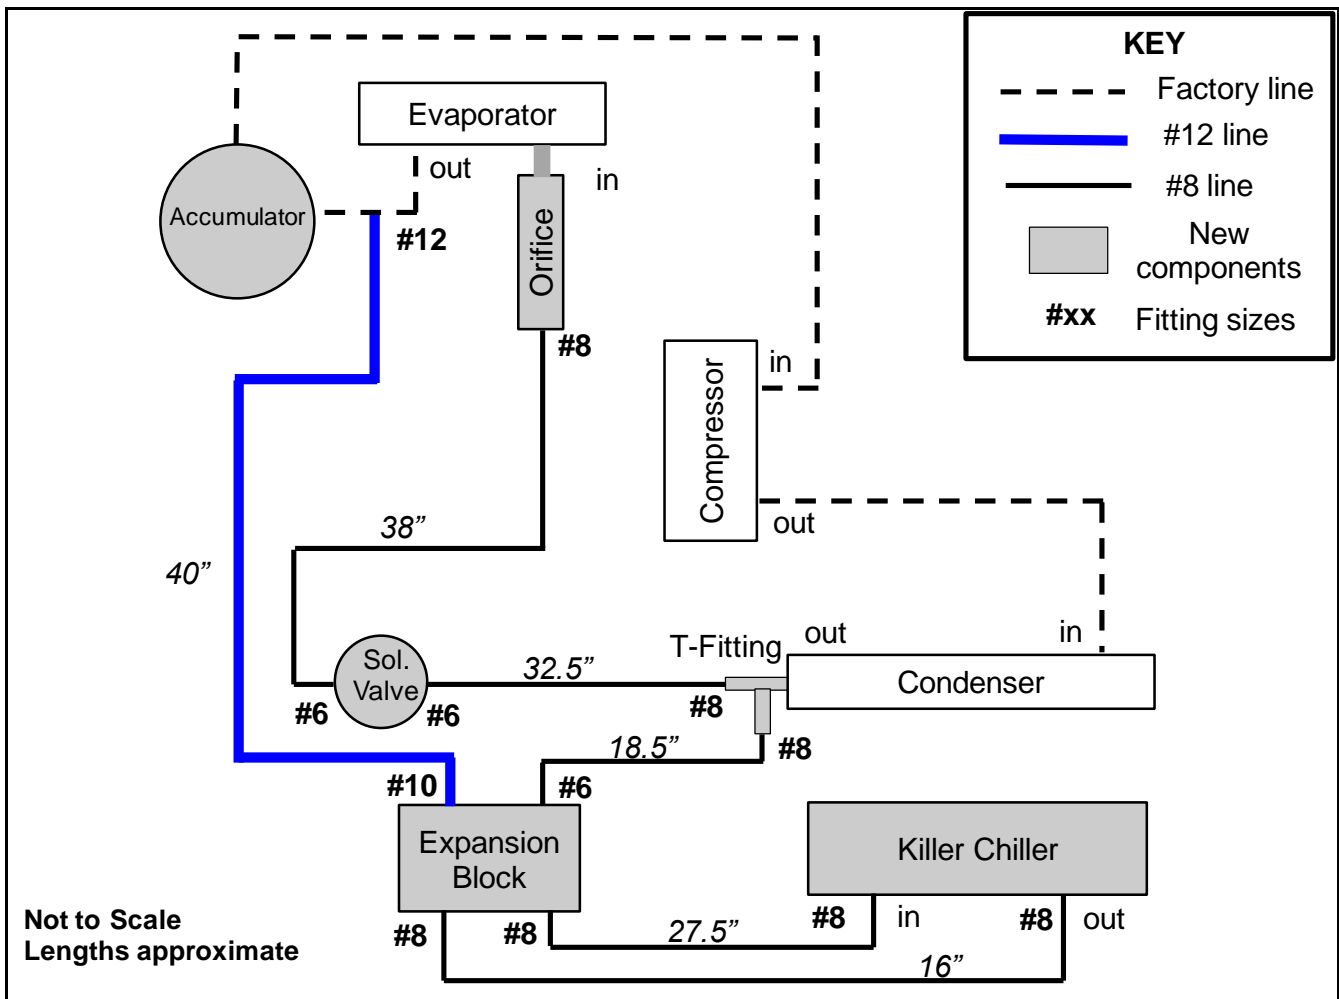 KEY
Factory line
#12 line
#8 line
New
components
#xx Fitting sizes
Evaporator
out
in
Accumulator
#12
Orifice
#8
in
Compressor
out
38”
40”
T-Fitting
out
in
Sol.
Valve
32.5”
Condenser
#6
#6
#8
18.5”
#8
#10
#6
Expansion
Block
Killer Chiller
Not to Scale
Lengths approximate
#8
#8
27.5”
#8
in
#8
out
16”